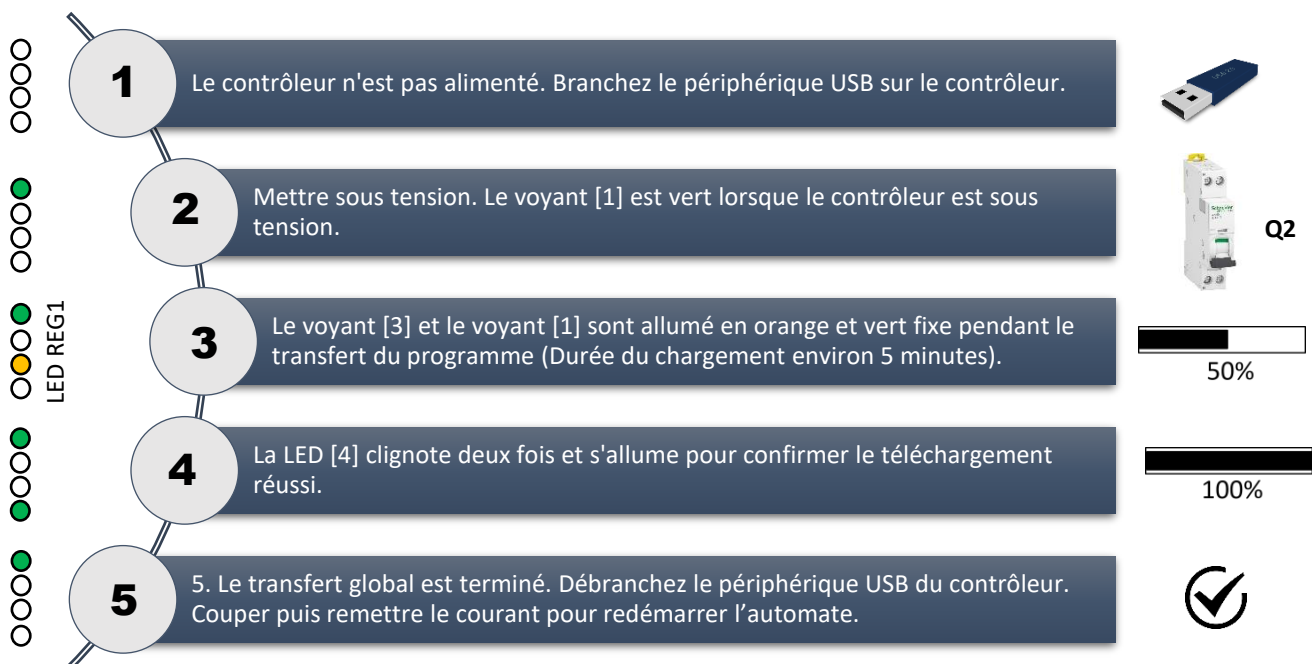 1
Le contrôleur n'est pas alimenté. Branchez le périphérique USB sur le contrôleur.
USB 2.0
2
Mettre sous tension. Le voyant [1] est vert lorsque le contrôleur est sous
tension.
Schneider
Q2
LED REG1
3
Le voyant [3] et le voyant [1] sont allumé en orange et vert fixe pendant le
transfert du programme (Durée du chargement environ 5 minutes).
50%
4
La LED [4] clignote deux fois et s'allume pour confirmer le téléchargement
réussi.
100%
5
5. Le transfert global est terminé. Débranchez le périphérique USB du contrôleur.
Couper puis remettre le courant pour redémarrer l’automate.